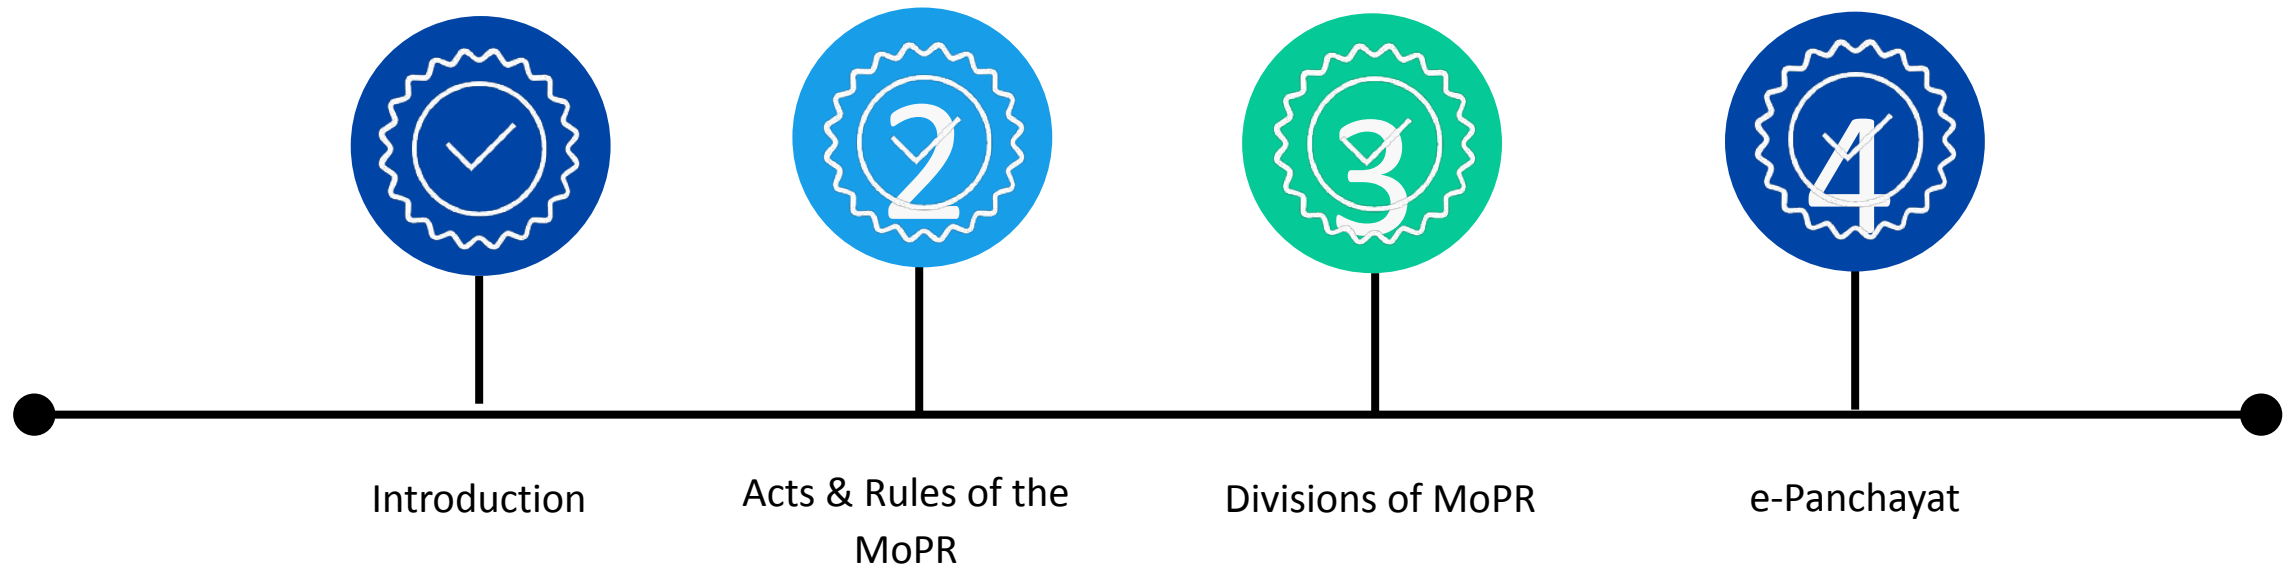 2
3
4
Introduction
Acts & Rules of the
MoPR
Divisions of MoPR
e-Panchayat